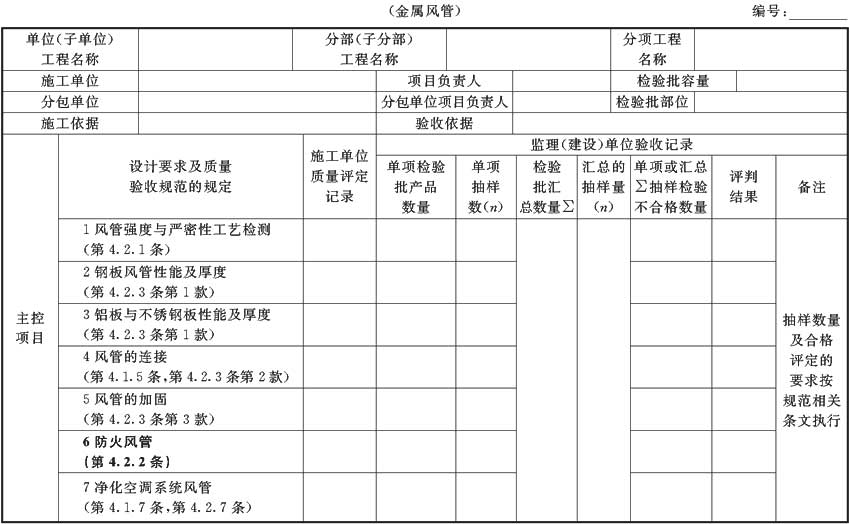 （金属风管） 编号：
单位（子单位） 分部（子分部） 分项工程
工程名称 工程名称 名称
施工单位 项目负责人 检验批容量
分包单位 分包单位项目负责人 检验批部位
施工依据 验收依据
监理（建设）单位验收记录
设计要求及质量
验收规范的规定
施工单位
质量评定
记录
单项检验
批产品
数量
单项
抽样
数（n）
检验
批汇
总数量∑
汇总的
抽样量
（n）
单项或汇总
∑抽样检验
不合格数量
评判
结果
备注
主控
项目
1 风管强度与严密性工艺检测
（第 4.2.1 条）
2 钢板风管性能及厚度
（第 4.2.3 条第 1 款）
3 铝板与不锈钢板性能及厚度
（第 4.2.3 条第 1 款）
4 风管的连接
（第 4.1.5 条，第 4.2.3 条第 2 款）
5 风管的加固
（第 4.2.3 条第 3 款）
6 防火风管
（第 4.2.2 条）
7 净化空调系统风管
（第 4.1.7 条，第 4.2.7 条）
抽样数量
及合格
评定的
要求按
规范相关
条文执行